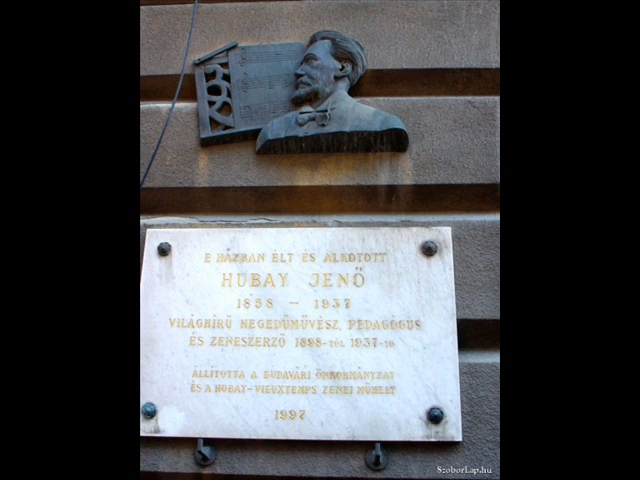 E HÁZBAN ÉLT ÉS ALKOTOTT
HUBAY JENŐ
1858 – 1937
VILÁGHÍRŰ HEGEDŰMŰVÉSZ, PEDAGÓGUS
ÉS ZENESZERZŐ 1898-TÓL 1937-IG
ÁLLÍTOTTA A BUDAVÁRI ÖNKORMÁNYZAT
ÉS A HUBAY-VIEUXTEMPS ZENEI MŰHELY
1997
SzoborLap.hu